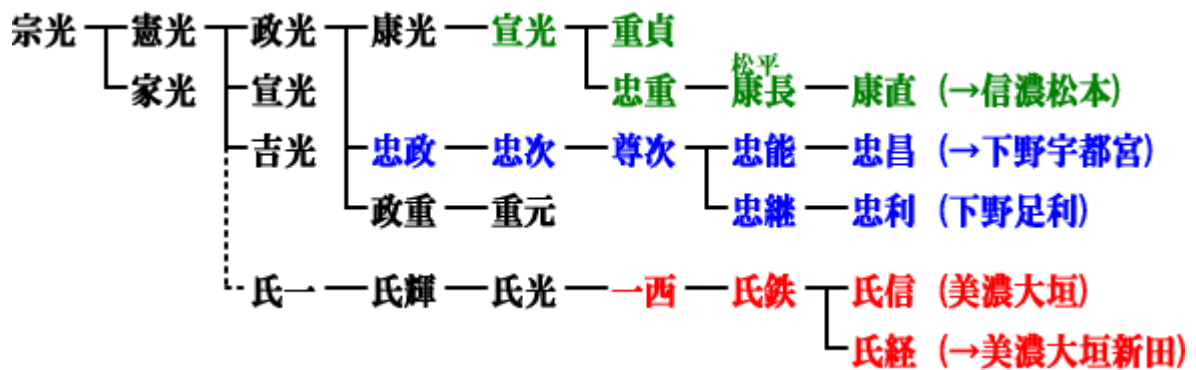 宗光 憲光 政光 康光 宣光 重貞
松平
家光 宣光 忠重 康長 康直 (→信濃松本)
吉光 忠政 忠次 尊次 忠能 忠昌 (→下野宇都宮)
政重 重元 忠継 忠利 (下野足利)
氏一 氏輝 氏光 一西 氏鉄 氏信 (美濃大垣)
氏経 (→美濃大垣新田)